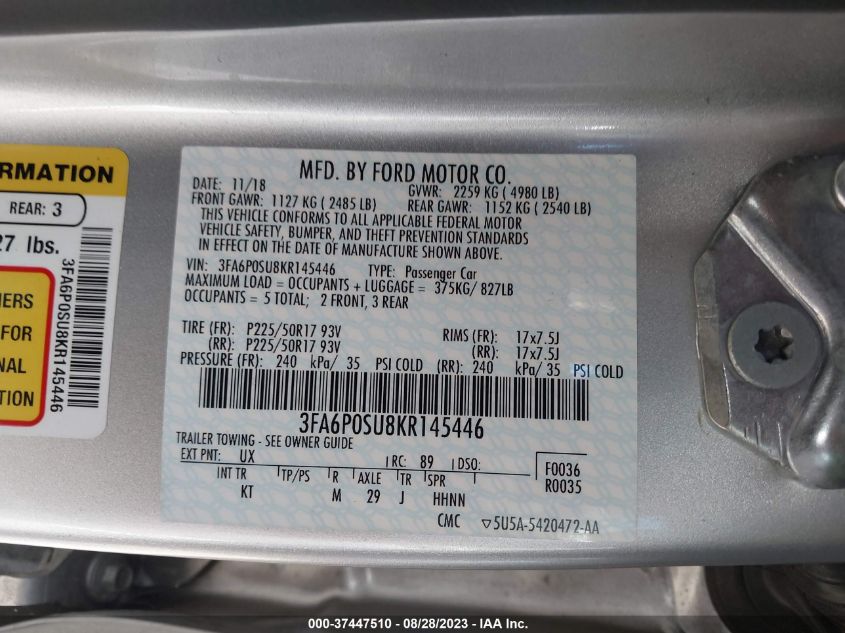 RMATION
REAR: 3
27 lbs.
3FA6P0SU8KR145446
NERS
FOR
NAL
TION
MFD. BY FORD MOTOR CO.
DATE: 11/18 GVWR: 2259 KG ( 4980 LB)
FRONT GAWR: 1127 KG ( 2485 LB) REAR GAWR: 1152 KG ( 2540 LB)
THIS VEHICLE CONFORMS TO ALL APPLICABLE FEDERAL MOTOR
VEHICLE SAFETY, BUMPER, AND THEFT PREVENTION STANDARDS
IN EFFECT ON THE DATE OF MANUFACTURE SHOWN ABOVE.
VIN: 3FA6P0SU8KR145446 TYPE: Passenger Car
MAXIMUM LOAD = OCCUPANTS + LUGGAGE = 375KG/ 827LB
OCCUPANTS = 5 TOTAL; 2 FRONT, 3 REAR
TIRE (FR): P225/50R17 93V RIMS (FR): 17x7.5J
(RR): P225/50R17 93V (RR): 17x7.5J
PRESSURE (FR): 240 kPa/ 35 PSI COLD (RR): 240 kPa/ 35 PSI COLD
3FA6P0SU8KR145446
TRAILER TOWING - SEE OWNER GUIDE
EXT PNT: UX RC: 89 DSO: F0036
INT TR TP/PS R AXLE TR SPR R0035
KT M 29 J HHNN
CMC ▽5U5A-5420472-AA
000-37447510 - 08/28/2023 - IAA Inc.